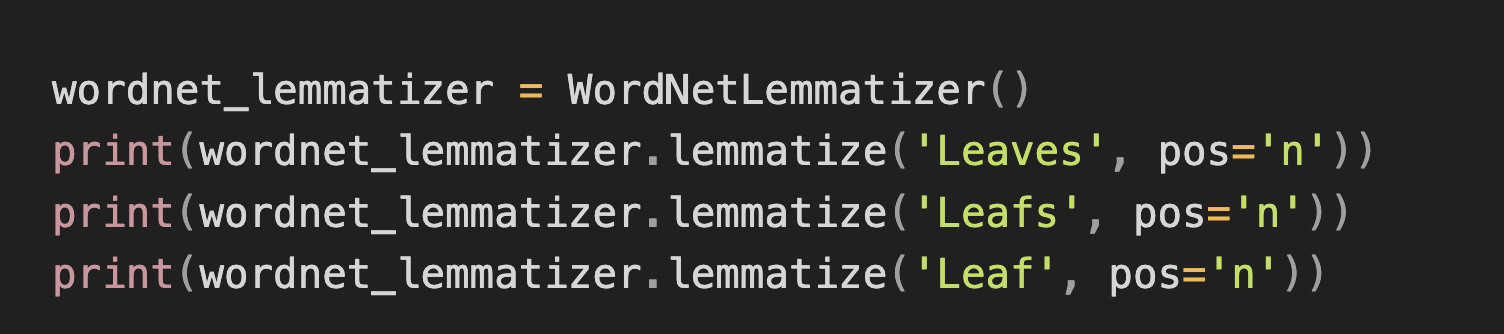 wordnet_lemmatizer = WordNetLemmatizer()
print(wordnet_lemmatizer.lemmatize('Leaves', pos='n'))
print(wordnet_lemmatizer.lemmatize('Leafs', pos='n'))
print(wordnet_lemmatizer.lemmatize('Leaf', pos='n'))